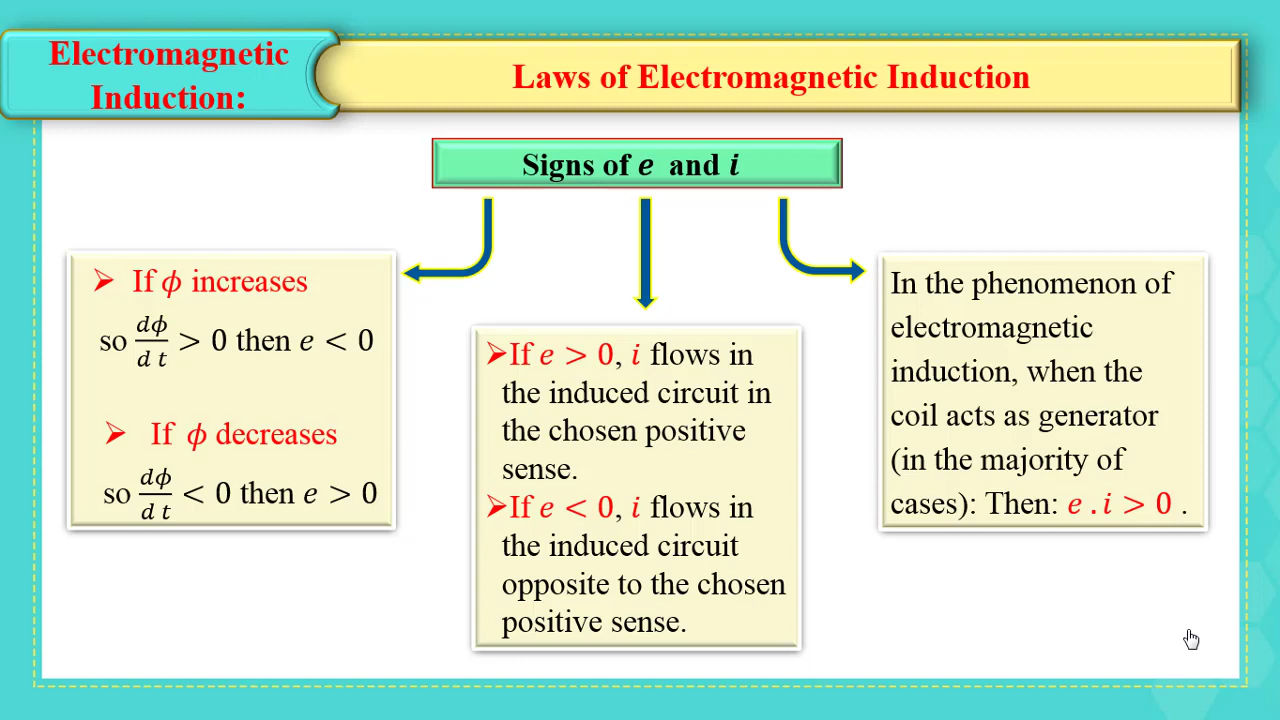 Electromagnetic
Induction:
Laws of Electromagnetic Induction
Signs of e and i
➢ If ϕ increases
so dϕ/d t > 0 then e < 0
➢ If ϕ decreases
so dϕ/d t < 0 then e > 0
➢If e > 0, i flows in
the induced circuit in
the chosen positive
sense.
➢If e < 0, i flows in
the induced circuit
opposite to the chosen
positive sense.
In the phenomenon of
electromagnetic
induction, when the
coil acts as generator
(in the majority of
cases): Then: e . i > 0 .